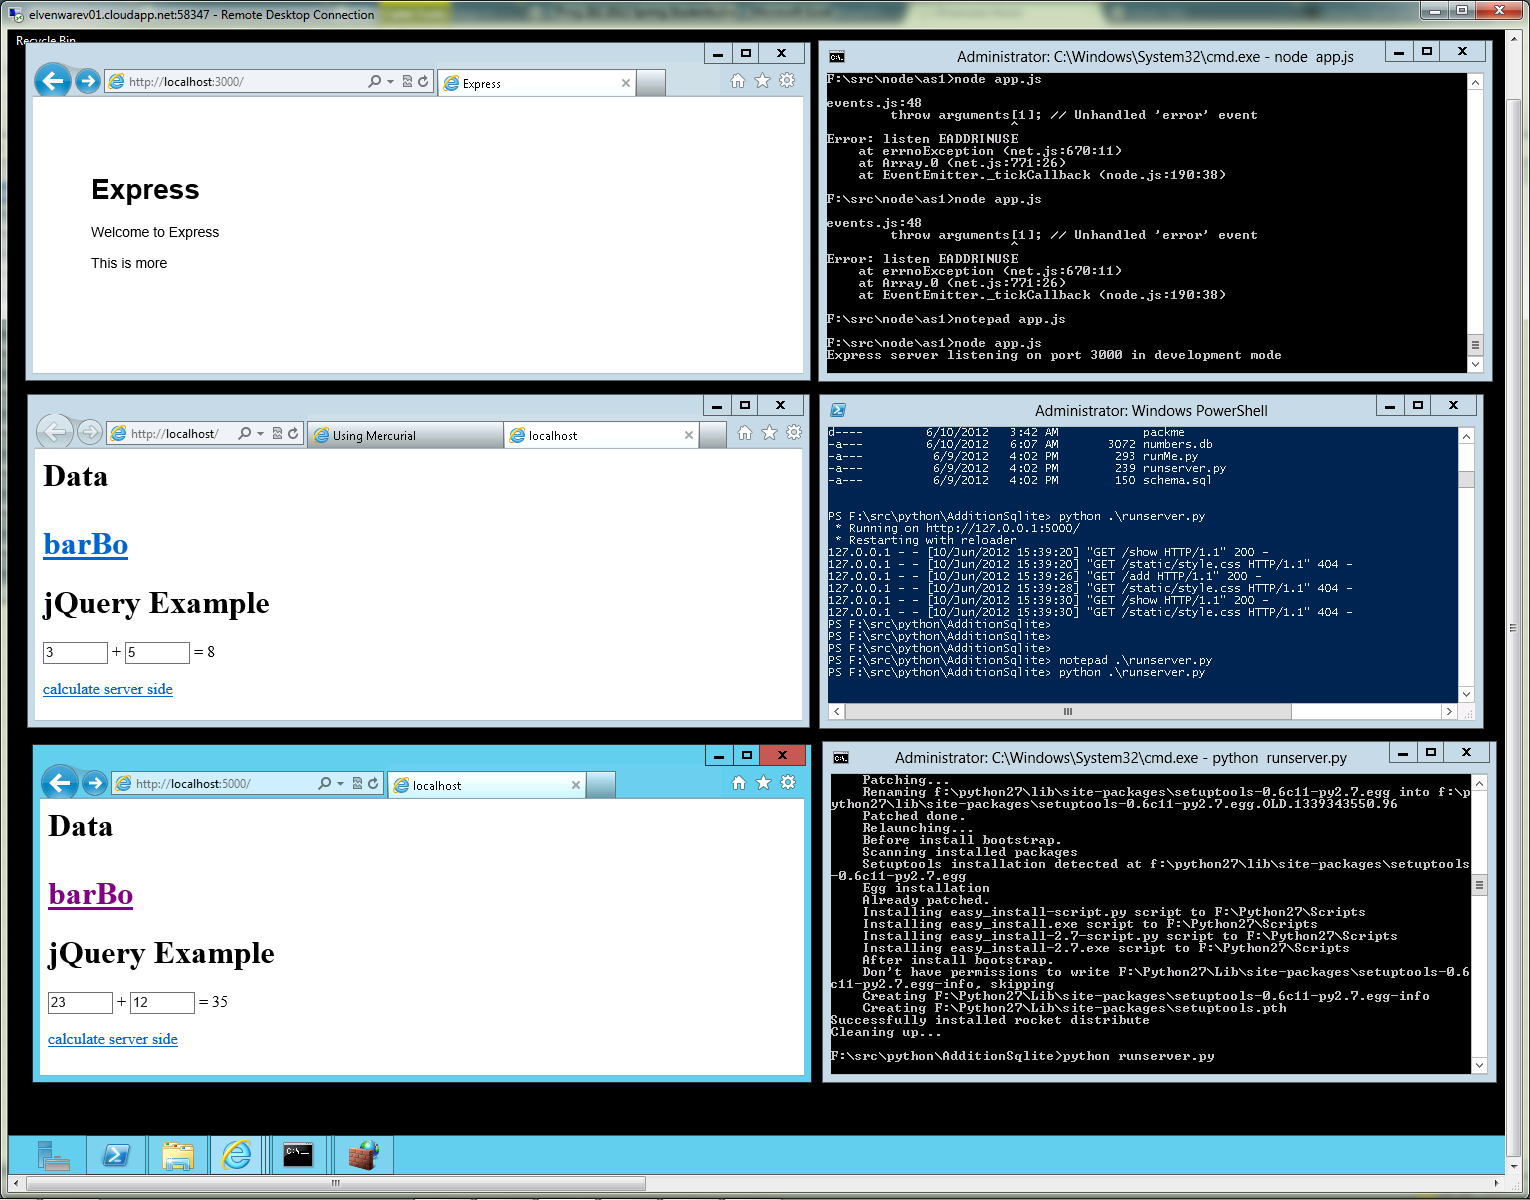 elvenwarev01.cloudapp.net:58347 - Remote Desktop Connection
Recycle Bin
http://localhost:3000/
Express
Express
Welcome to Express
This is more
Administrator: C:\Windows\System32\cmd.exe - node  app.js
F:\src\node\as1>node app.js
events.js:48
        throw arguments[1]; // Unhandled 'error' event
                       ^
Error: listen EADDRINUSE
    at errnoException (net.js:670:11)
    at Array.0 (net.js:771:26)
    at EventEmitter._tickCallback (node.js:190:38)
F:\src\node\as1>node app.js
events.js:48
        throw arguments[1]; // Unhandled 'error' event
                       ^
Error: listen EADDRINUSE
    at errnoException (net.js:670:11)
    at Array.0 (net.js:771:26)
    at EventEmitter._tickCallback (node.js:190:38)
F:\src\node\as1>notepad app.js
F:\src\node\as1>node app.js
Express server listening on port 3000 in development mode
http://localhost/
Using Mercurial
localhost
Data
barBo
jQuery Example
3 + 5 = 8
calculate server side
Administrator: Windows PowerShell
d----        6/10/2012   3:42 AM            packme
-a---        6/10/2012   6:07 AM       3072 numbers.db
-a---         6/9/2012   4:02 PM        293 runMe.py
-a---         6/9/2012   4:02 PM        239 runserver.py
-a---         6/9/2012   4:02 PM        150 schema.sql
PS F:\src\python\AdditionSqlite> python .\runserver.py
 * Running on http://127.0.0.1:5000/
 * Restarting with reloader
127.0.0.1 - - [10/Jun/2012 15:39:20] "GET /show HTTP/1.1" 200 -
127.0.0.1 - - [10/Jun/2012 15:39:20] "GET /static/style.css HTTP/1.1" 404 -
127.0.0.1 - - [10/Jun/2012 15:39:26] "GET /add HTTP/1.1" 200 -
127.0.0.1 - - [10/Jun/2012 15:39:28] "GET /static/style.css HTTP/1.1" 404 -
127.0.0.1 - - [10/Jun/2012 15:39:30] "GET /show HTTP/1.1" 200 -
127.0.0.1 - - [10/Jun/2012 15:39:30] "GET /static/style.css HTTP/1.1" 404 -
PS F:\src\python\AdditionSqlite>
PS F:\src\python\AdditionSqlite>
PS F:\src\python\AdditionSqlite>
PS F:\src\python\AdditionSqlite> notepad .\runserver.py
PS F:\src\python\AdditionSqlite> python .\runserver.py
http://localhost:5000/
localhost
Data
barBo
jQuery Example
23 + 12 = 35
calculate server side
Administrator: C:\Windows\System32\cmd.exe - python  runserver.py
    Patching...
    Renaming f:\python27\lib\site-packages\setuptools-0.6c11-py2.7.egg into f:\p
ython27\lib\site-packages\setuptools-0.6c11-py2.7.egg.OLD.1339343550.96
    Patched done.
    Relaunching...
    Before install bootstrap.
    Scanning installed packages
    Setuptools installation detected at f:\python27\lib\site-packages\setuptools
-0.6c11-py2.7.egg
    Egg installation
    Already patched.
    Installing easy_install-script.py script to F:\Python27\Scripts
    Installing easy_install.exe script to F:\Python27\Scripts
    Installing easy_install-2.7-script.py script to F:\Python27\Scripts
    Installing easy_install-2.7.exe script to F:\Python27\Scripts
    After install bootstrap.
    Don't have permissions to write F:\Python27\Lib\site-packages\setuptools-0.6
c11-py2.7.egg-info, skipping
    Creating F:\Python27\Lib\site-packages\setuptools-0.6c11-py2.7.egg-info
    Creating F:\Python27\Lib\site-packages\setuptools.pth
Successfully installed rocket distribute
Cleaning up...
F:\src\python\AdditionSqlite>python runserver.py
C:\_